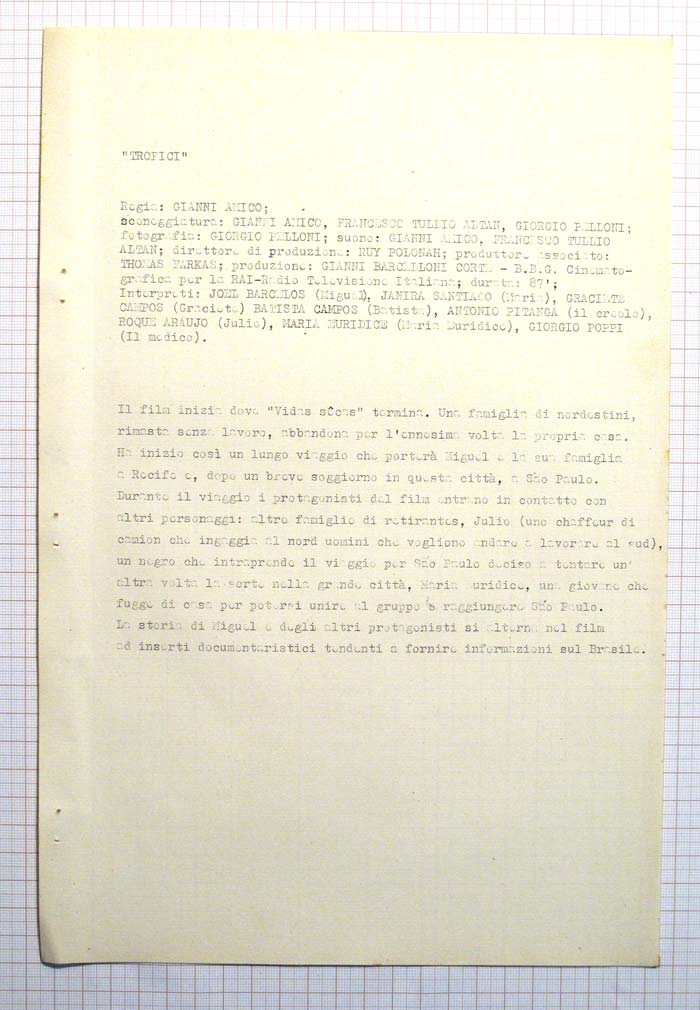 "TROPICI"
Regia: GIANNI AMICO;
sceneggiatura: GIANNI AMICO, FRANCESCO TULLIO ALTAN, GIORGIO PELLONI;
fotografia: GIORGIO PELLONI; suono: GIANNI AMICO, FRANCESCO TULLIO
ALTAN; direttore di produzione: RUY POLONAH; produttore associato:
THOMAS FARKAS; produzione: GIANNI BARCELLONI CORTE - B.B.G. Cinemato-
grafica per la RAI-Radio Televisione Italiana; durata: 87';
Interpreti: JOEL BARCELOS (Miguel), JANIRA SANTIAGO (Maria), GRACIETE
CAMPOS (Graciete) BATISTA CAMPOS (Batista), ANTONIO PITANGA (il creolo),
ROQUE ARAUJO (Julio), MARIA EURIDICE (Maria Euridice), GIORGIO POPPI
(Il medico).
Il film inizia dove "Vidas sêcas" termina. Una famiglia di nordestini,
rimasta senza lavoro, abbandona per l'ennesima volta la propria casa.
Ha inizio così un lungo viaggio che porterà Miguel e la sua famiglia
a Recife e, dopo un breve soggiorno in questa città, a São Paulo.
Durante il viaggio i protagonisti del film entrano in contatto con
altri personaggi: altre famiglie di retirantes, Julio (uno chaffeur di
camion che ingaggia al nord uomini che vogliono andare a lavorare al sud),
un negro che intraprende il viaggio per São Paulo deciso a tentare un'
altra volta la sorte nella grande città, Maria Euridice, una giovane che
fugge di casa per potersi unire al gruppo e raggiungere São Paulo.
La storia di Miguel e degli altri protagonisti si alterna nel film
ad inserti documentaristici tendenti a fornire informazioni sul Brasile.